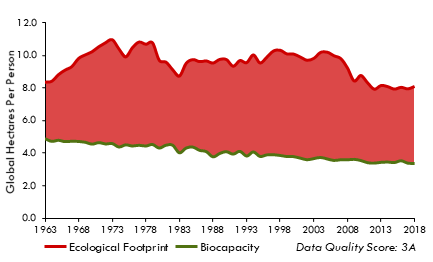 12.0
10.0
8.0
6.0
4.0
2.0
0.0
Global Hectares Per Person
1963 1968 1973 1978 1983 1988 1993 1998 2003 2008 2013 2018
Ecological Footprint Biocapacity Data Quality Score: 3A